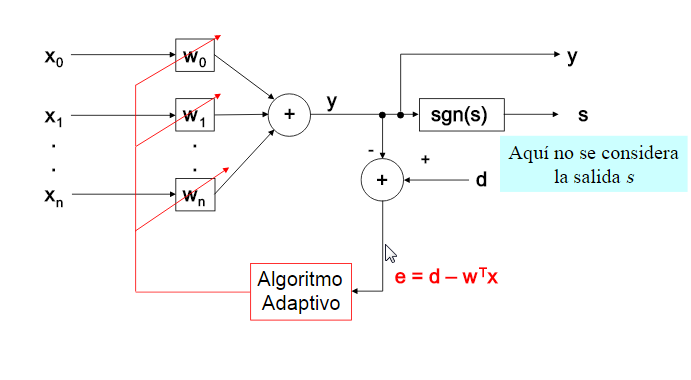 x0 w0 y
x1 w1 + y sgn(s) s
. . - +
. . + d
xn wn
Aquí no se considera
la salida s
Algoritmo
Adaptivo
e = d – wTx